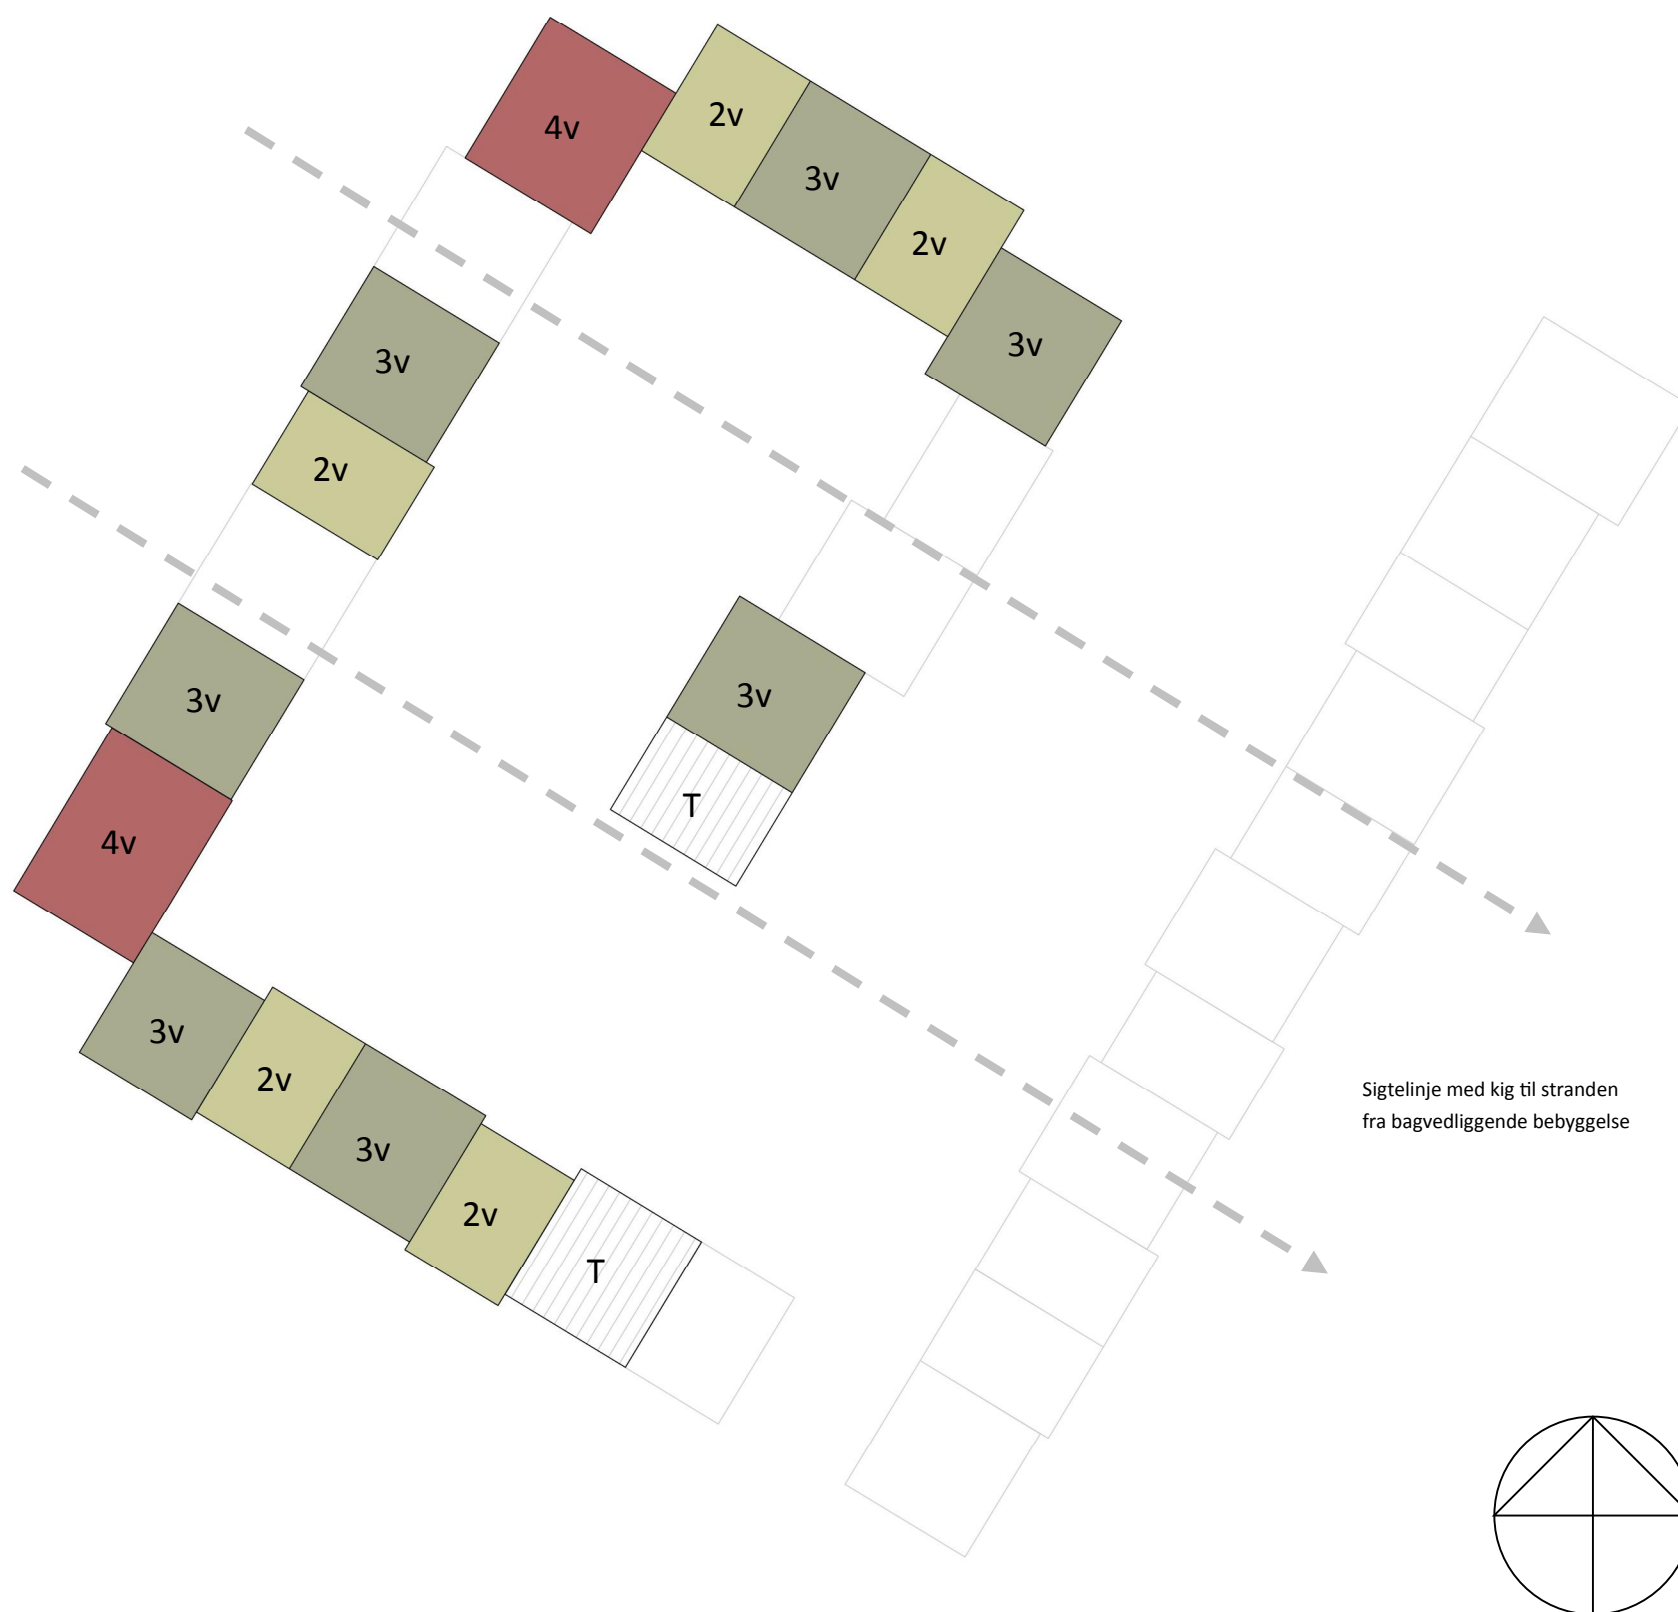 4v
2v
3v
2v
3v
3v
2v
3v
3v
T
4v
3v
2v
3v
2v
T
Sigtelinje med kig til stranden
fra bagvedliggende bebyggelse